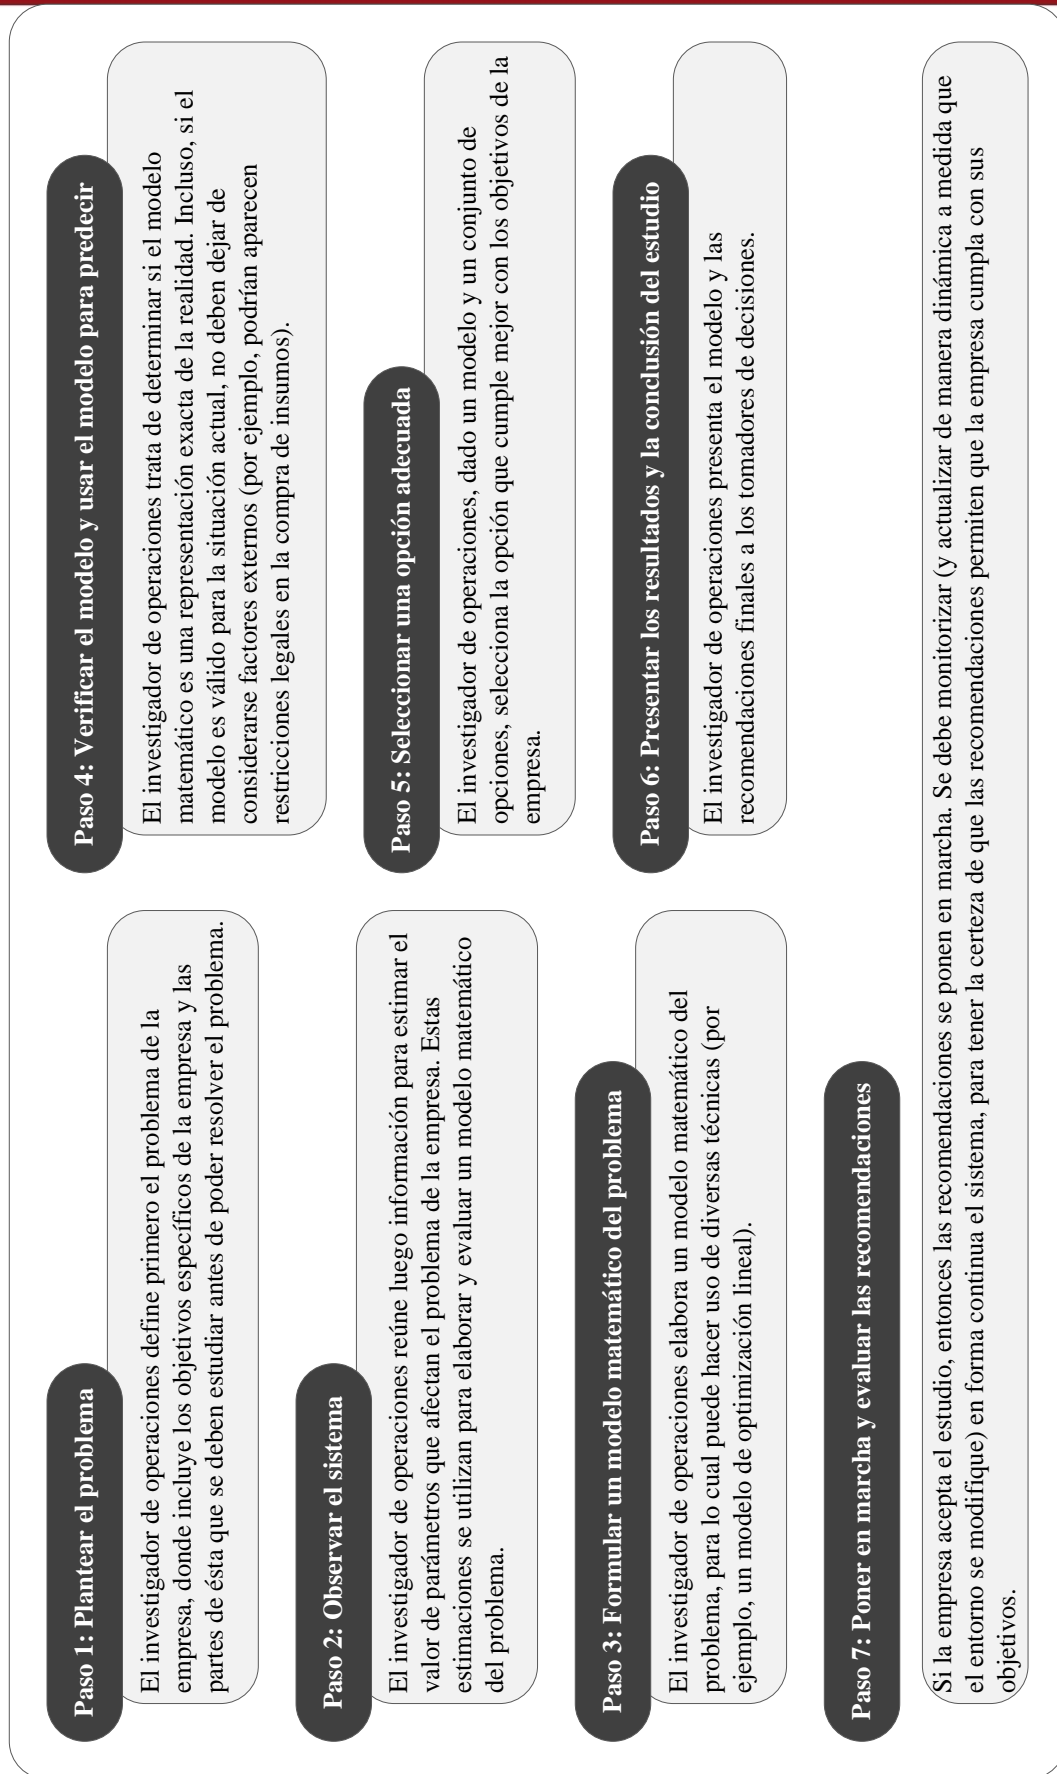 Paso 1: Plantear el problema
El investigador de operaciones define primero el problema de la
empresa, donde incluye los objetivos específicos de la empresa y las
partes de ésta que se deben estudiar antes de poder resolver el problema.
Paso 2: Observar el sistema
El investigador de operaciones reúne luego información para estimar el
valor de parámetros que afectan el problema de la empresa. Estas
estimaciones se utilizan para elaborar y evaluar un modelo matemático
del problema.
Paso 3: Formular un modelo matemático del problema
El investigador de operaciones elabora un modelo matemático del
problema, para lo cual puede hacer uso de diversas técnicas (por
ejemplo, un modelo de optimización lineal).
Paso 4: Verificar el modelo y usar el modelo para predecir
El investigador de operaciones trata de determinar si el modelo
matemático es una representación exacta de la realidad. Incluso, si el
modelo es válido para la situación actual, no deben dejar de
considerarse factores externos (por ejemplo, podrían aparecen
restricciones legales en la compra de insumos).
Paso 5: Seleccionar una opción adecuada
El investigador de operaciones, dado un modelo y un conjunto de
opciones, selecciona la opción que cumple mejor con los objetivos de la
empresa.
Paso 6: Presentar los resultados y la conclusión del estudio
El investigador de operaciones presenta el modelo y las
recomendaciones finales a los tomadores de decisiones.
Paso 7: Poner en marcha y evaluar las recomendaciones
Si la empresa acepta el estudio, entonces las recomendaciones se ponen en marcha. Se debe monitorizar (y actualizar de manera dinámica a medida que
el entorno se modifique) en forma continua el sistema, para tener la certeza de que las recomendaciones permiten que la empresa cumpla con sus
objetivos.